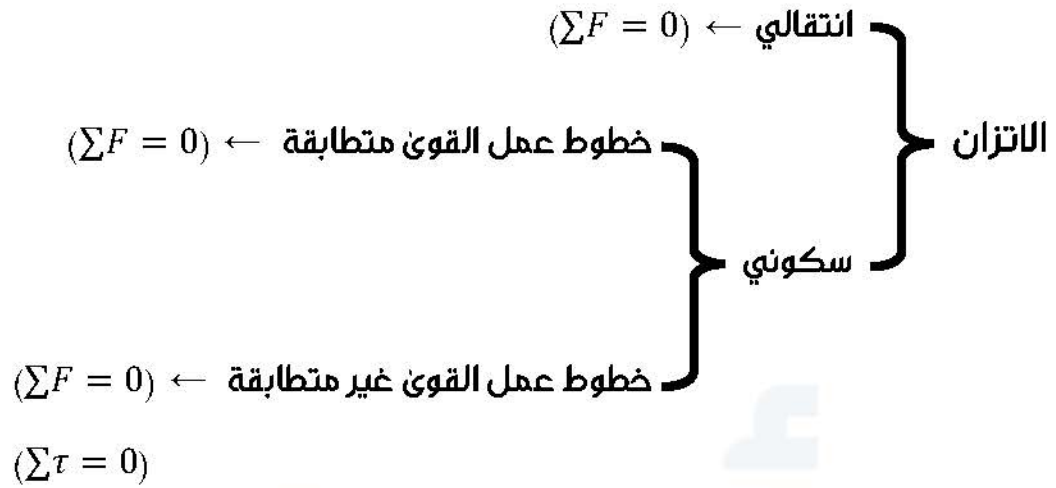 انتقالي ← (∑F = 0)
خطوط عمل القوى متطابقة ← (∑F = 0)
الاتزان
سكوني
خطوط عمل القوى غير متطابقة ← (∑F = 0)
(∑τ = 0)